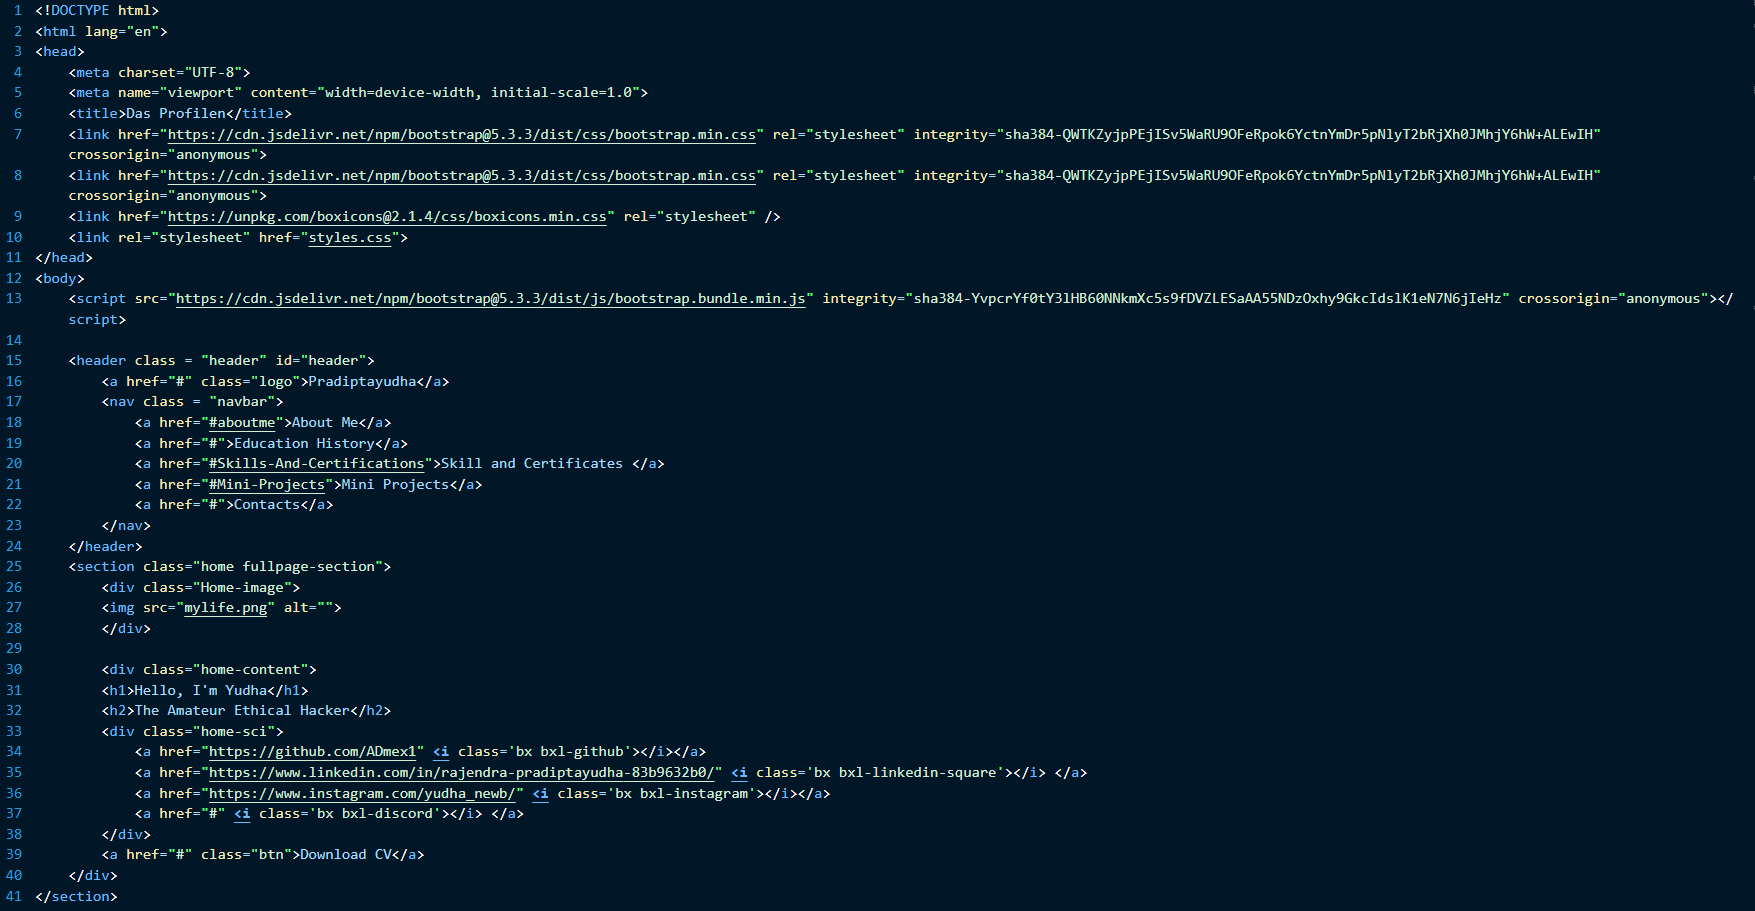 1 <!DOCTYPE html>
2 <html lang="en">
3 <head>
4 <meta charset="UTF-8">
5 <meta name="viewport" content="width=device-width, initial-scale=1.0">
6 <title>Das Profilen</title>
7 <link href="https://cdn.jsdelivr.net/npm/bootstrap@5.3.3/dist/css/bootstrap.min.css" rel="stylesheet" integrity="sha384-QWTKZyjpPEjISv5WaRU9OFeRpok6YctnYmDr5pNlyT2bRjXh0JMhjY6hW+ALEwIH"
crossorigin="anonymous">
8 <link href="https://cdn.jsdelivr.net/npm/bootstrap@5.3.3/dist/css/bootstrap.min.css" rel="stylesheet" integrity="sha384-QWTKZyjpPEjISv5WaRU9OFeRpok6YctnYmDr5pNlyT2bRjXh0JMhjY6hW+ALEwIH"
crossorigin="anonymous">
9 <link href="https://unpkg.com/boxicons@2.1.4/css/boxicons.min.css" rel="stylesheet" />
10 <link rel="stylesheet" href="styles.css">
11 </head>
12 <body>
13 <script src="https://cdn.jsdelivr.net/npm/bootstrap@5.3.3/dist/js/bootstrap.bundle.min.js" integrity="sha384-YvpcrYf0tY3lHB60NNkmXc5s9fDVZLESaAA55NDzOxhy9GkcIdslK1eN7N6jIeHz" crossorigin="anonymous"></
script>
14
15 <header class = "header" id="header">
16 <a href="#" class="logo">Pradiptayudha</a>
17 <nav class = "navbar">
18 <a href="#aboutme">About Me</a>
19 <a href="#">Education History</a>
20 <a href="#Skills-And-Certifications">Skill and Certificates </a>
21 <a href="#Mini-Projects">Mini Projects</a>
22 <a href="#">Contacts</a>
23 </nav>
24 </header>
25 <section class="home fullpage-section">
26 <div class="Home-image">
27 <img src="mylife.png" alt="">
28 </div>
29
30 <div class="home-content">
31 <h1>Hello, I'm Yudha</h1>
32 <h2>The Amateur Ethical Hacker</h2>
33 <div class="home-sci">
34 <a href="https://github.com/ADmex1" <i class='bx bxl-github'></i></a>
35 <a href="https://www.linkedin.com/in/rajendra-pradiptayudha-83b9632b0/" <i class='bx bxl-linkedin-square'></i> </a>
36 <a href="https://www.instagram.com/yudha_newb/" <i class='bx bxl-instagram'></i></a>
37 <a href="#" <i class='bx bxl-discord'></i> </a>
38 </div>
39 <a href="#" class="btn">Download CV</a>
40 </div>
41 </section>